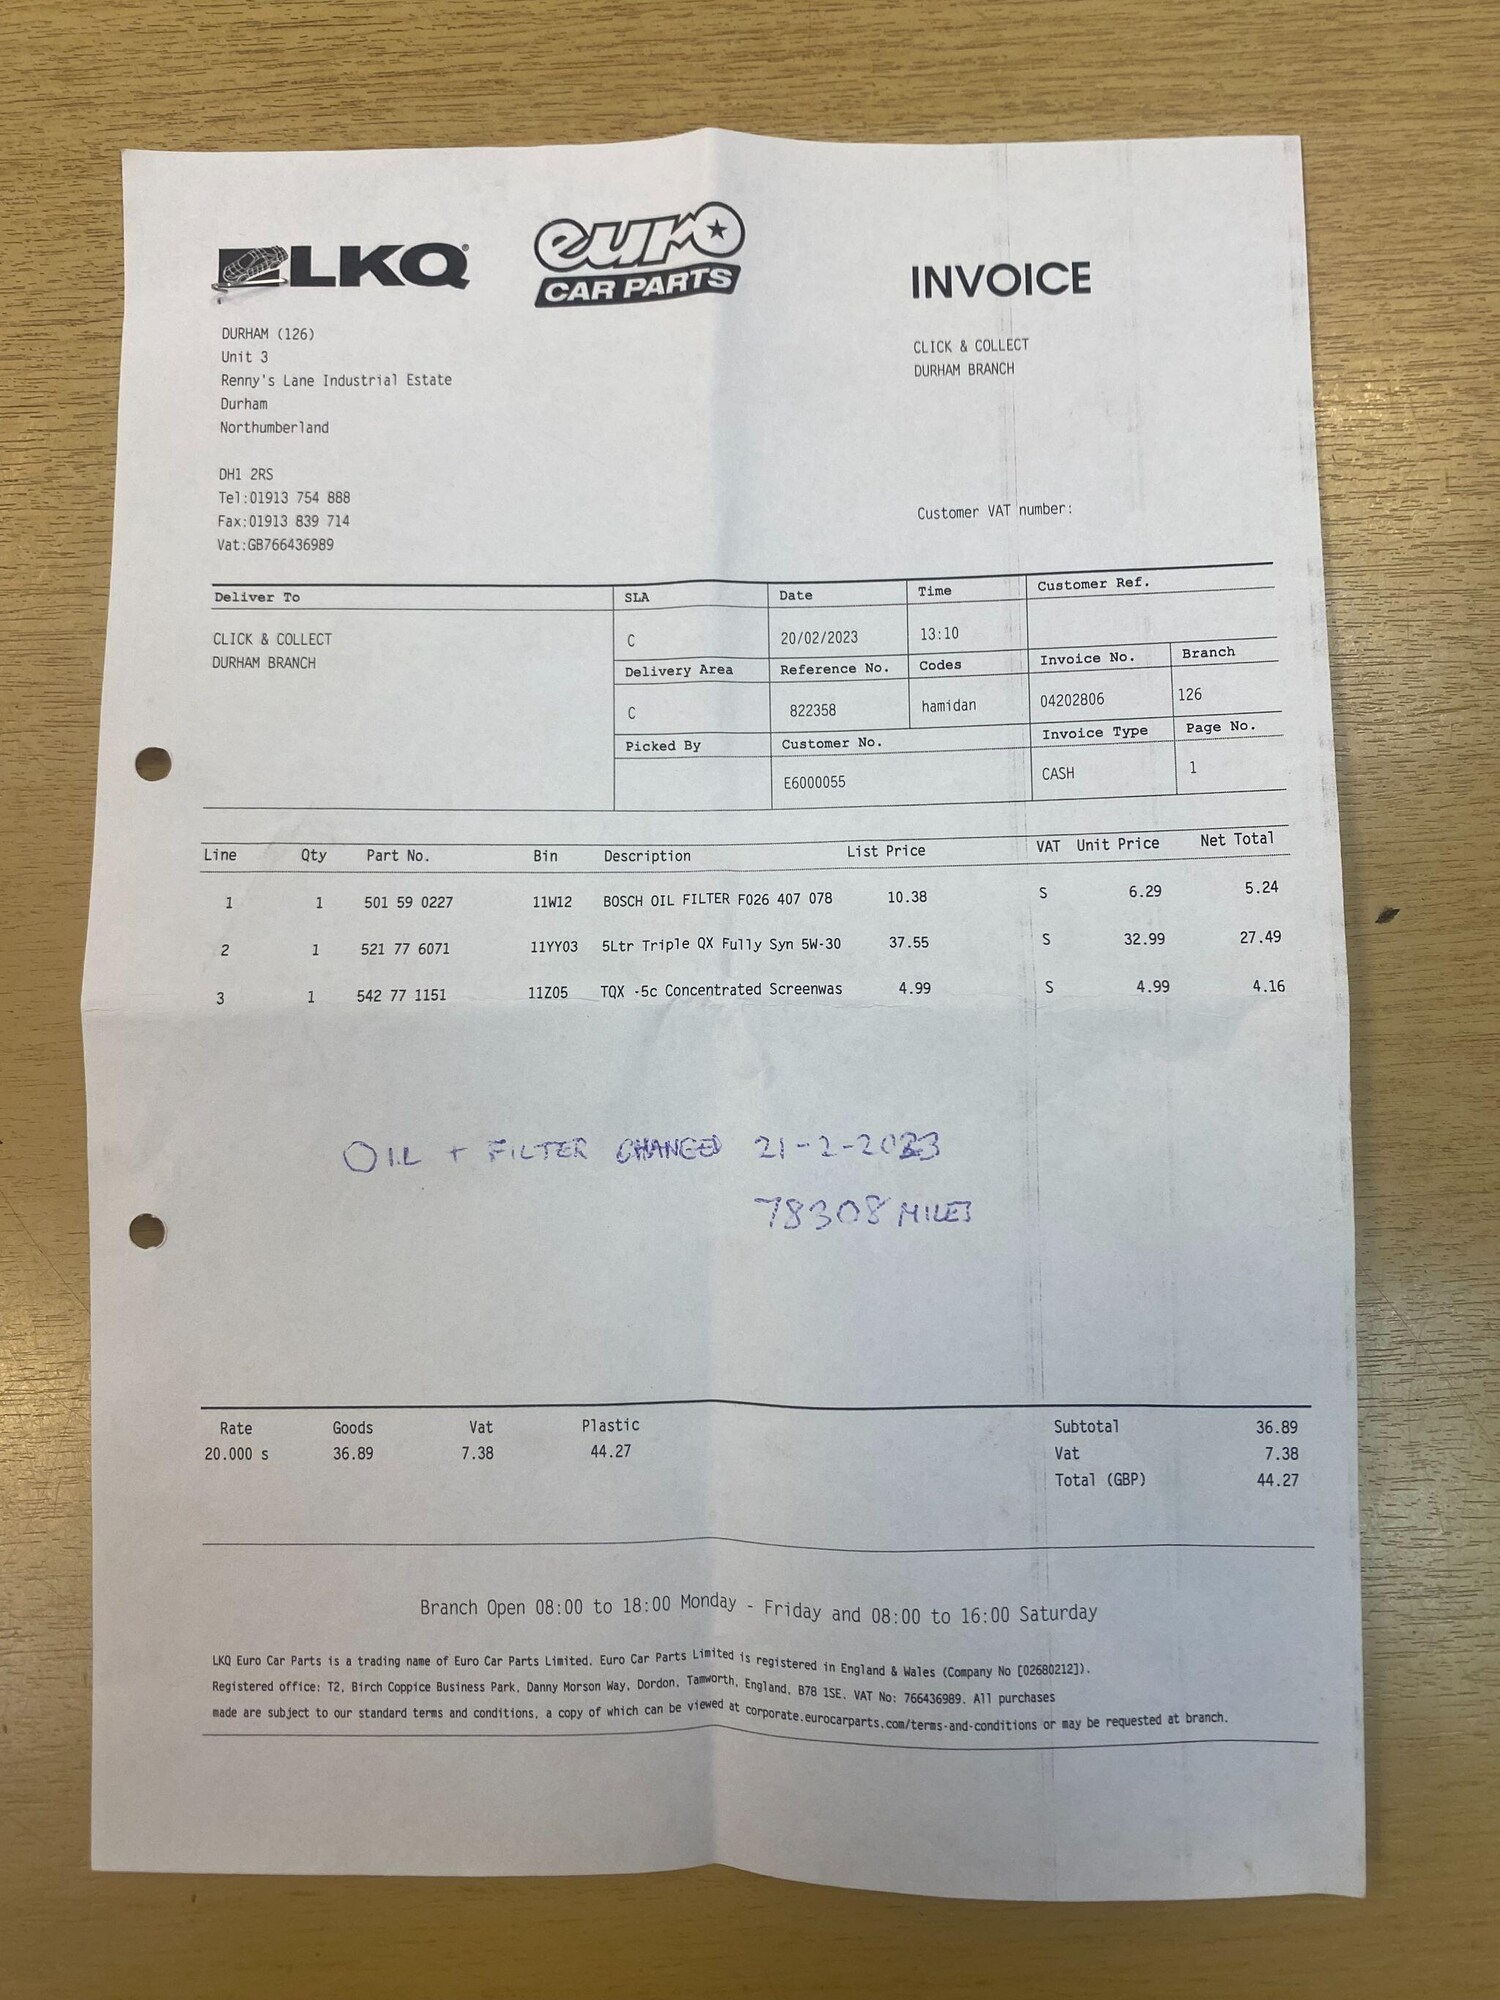 LKQ®
euro
CAR PARTS
INVOICE
DURHAM (126)
Unit 3
Renny's Lane Industrial Estate
Durham
Northumberland
DH1 2RS
Tel:01913 754 888
Fax:01913 839 714
Vat:GB766436989
CLICK & COLLECT
DURHAM BRANCH
Customer VAT number:
Deliver To
CLICK & COLLECT
DURHAM BRANCH
SLA Date Time Customer Ref.
C 20/02/2023 13:10
Delivery Area Reference No. Codes Invoice No. Branch
C 822358 hamidan 04202806 126
Picked By Customer No. Invoice Type Page No.
E6000055 CASH 1
Line Qty Part No. Bin Description List Price VAT Unit Price Net Total
1 1 501 59 0227 11W12 BOSCH OIL FILTER F026 407 078 10.38 S 6.29 5.24
2 1 521 77 6071 11YY03 5Ltr Triple QX Fully Syn 5W-30 37.55 S 32.99 27.49
3 1 542 77 1151 11Z05 TQX -5c Concentrated Screenwas 4.99 S 4.99 4.16
OIL + FILTER CHANGED 21-2-2023
78308 MILES
Rate Goods Vat Plastic
20.000 s 36.89 7.38 44.27
Subtotal 36.89
Vat 7.38
Total (GBP) 44.27
Branch Open 08:00 to 18:00 Monday - Friday and 08:00 to 16:00 Saturday
LKQ Euro Car Parts is a trading name of Euro Car Parts Limited. Euro Car Parts Limited is registered in England & Wales (Company No [02680212]).
Registered office: T2, Birch Coppice Business Park, Danny Morson Way, Dordon, Tamworth, England, B78 1SE. VAT No: 766436989. All purchases
made are subject to our standard terms and conditions, a copy of which can be viewed at corporate.eurocarparts.com/terms-and-conditions or may be requested at branch.